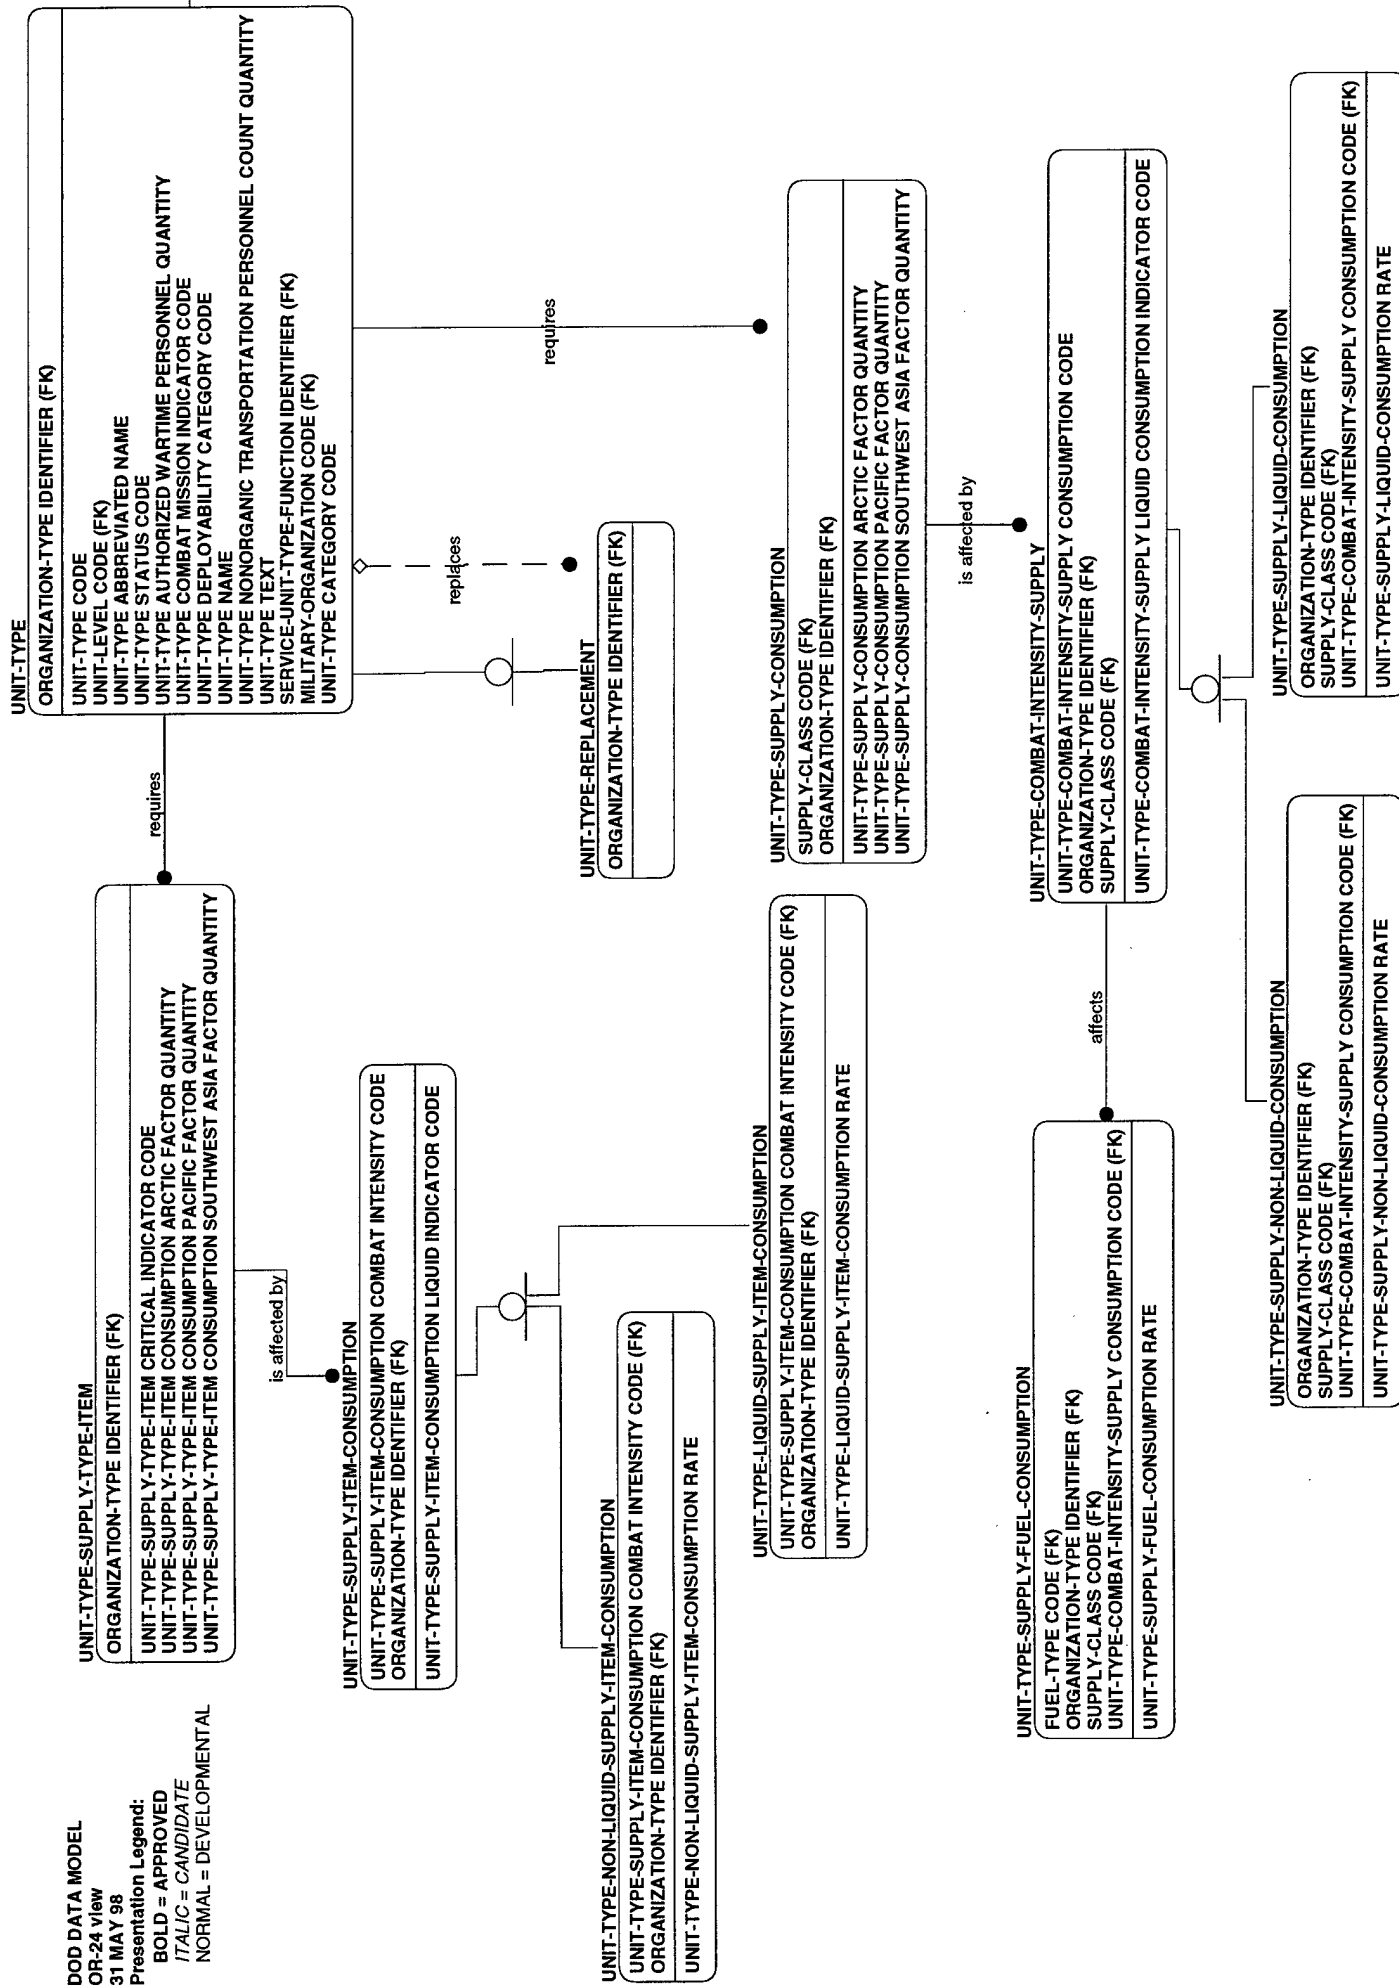 DOD DATA MODEL
OR-24 view
31 MAY 98
Presentation Legend:
BOLD = APPROVED
ITALIC = CANDIDATE
NORMAL = DEVELOPMENTAL
UNIT-TYPE-SUPPLY-TYPE-ITEM
ORGANIZATION-TYPE IDENTIFIER (FK)
UNIT-TYPE-SUPPLY-TYPE-ITEM CRITICAL INDICATOR CODE
UNIT-TYPE-SUPPLY-TYPE-ITEM CONSUMPTION ARCTIC FACTOR QUANTITY
UNIT-TYPE-SUPPLY-TYPE-ITEM CONSUMPTION PACIFIC FACTOR QUANTITY
UNIT-TYPE-SUPPLY-TYPE-ITEM CONSUMPTION SOUTHWEST ASIA FACTOR QUANTITY
requires
UNIT-TYPE
ORGANIZATION-TYPE IDENTIFIER (FK)
UNIT-TYPE CODE
UNIT-LEVEL CODE (FK)
UNIT-TYPE ABBREVIATED NAME
UNIT-TYPE STATUS CODE
UNIT-TYPE AUTHORIZED WARTIME PERSONNEL QUANTITY
UNIT-TYPE COMBAT MISSION INDICATOR CODE
UNIT-TYPE DEPLOYABILITY CATEGORY CODE
UNIT-TYPE NAME
UNIT-TYPE NONORGANIC TRANSPORTATION PERSONNEL COUNT QUANTITY
UNIT-TYPE TEXT
SERVICE-UNIT-TYPE-FUNCTION IDENTIFIER (FK)
MILITARY-ORGANIZATION CODE (FK)
UNIT-TYPE CATEGORY CODE
is affected by
UNIT-TYPE-SUPPLY-ITEM-CONSUMPTION
UNIT-TYPE-SUPPLY-ITEM-CONSUMPTION COMBAT INTENSITY CODE
ORGANIZATION-TYPE IDENTIFIER (FK)
UNIT-TYPE-SUPPLY-ITEM-CONSUMPTION LIQUID INDICATOR CODE
replaces
requires
UNIT-TYPE-REPLACEMENT
ORGANIZATION-TYPE IDENTIFIER (FK)
UNIT-TYPE-NON-LIQUID-SUPPLY-ITEM-CONSUMPTION
UNIT-TYPE-SUPPLY-ITEM-CONSUMPTION COMBAT INTENSITY CODE (FK)
ORGANIZATION-TYPE IDENTIFIER (FK)
UNIT-TYPE-NON-LIQUID-SUPPLY-ITEM-CONSUMPTION RATE
UNIT-TYPE-LIQUID-SUPPLY-ITEM-CONSUMPTION
UNIT-TYPE-SUPPLY-ITEM-CONSUMPTION COMBAT INTENSITY CODE (FK)
ORGANIZATION-TYPE IDENTIFIER (FK)
UNIT-TYPE-LIQUID-SUPPLY-ITEM-CONSUMPTION RATE
UNIT-TYPE-SUPPLY-CONSUMPTION
SUPPLY-CLASS CODE (FK)
ORGANIZATION-TYPE IDENTIFIER (FK)
UNIT-TYPE-SUPPLY-CONSUMPTION ARCTIC FACTOR QUANTITY
UNIT-TYPE-SUPPLY-CONSUMPTION PACIFIC FACTOR QUANTITY
UNIT-TYPE-SUPPLY-CONSUMPTION SOUTHWEST ASIA FACTOR QUANTITY
is affected by
UNIT-TYPE-SUPPLY-FUEL-CONSUMPTION
FUEL-TYPE CODE (FK)
ORGANIZATION-TYPE IDENTIFIER (FK)
SUPPLY-CLASS CODE (FK)
UNIT-TYPE-COMBAT-INTENSITY-SUPPLY CONSUMPTION CODE (FK)
UNIT-TYPE-SUPPLY-FUEL-CONSUMPTION RATE
affects
UNIT-TYPE-COMBAT-INTENSITY-SUPPLY
UNIT-TYPE-COMBAT-INTENSITY-SUPPLY CONSUMPTION CODE
ORGANIZATION-TYPE IDENTIFIER (FK)
SUPPLY-CLASS CODE (FK)
UNIT-TYPE-COMBAT-INTENSITY-SUPPLY LIQUID CONSUMPTION INDICATOR CODE
UNIT-TYPE-SUPPLY-NON-LIQUID-CONSUMPTION
ORGANIZATION-TYPE IDENTIFIER (FK)
SUPPLY-CLASS CODE (FK)
UNIT-TYPE-COMBAT-INTENSITY-SUPPLY CONSUMPTION CODE (FK)
UNIT-TYPE-SUPPLY-NON-LIQUID-CONSUMPTION RATE
UNIT-TYPE-SUPPLY-LIQUID-CONSUMPTION
ORGANIZATION-TYPE IDENTIFIER (FK)
SUPPLY-CLASS CODE (FK)
UNIT-TYPE-COMBAT-INTENSITY-SUPPLY CONSUMPTION CODE (FK)
UNIT-TYPE-SUPPLY-LIQUID-CONSUMPTION RATE